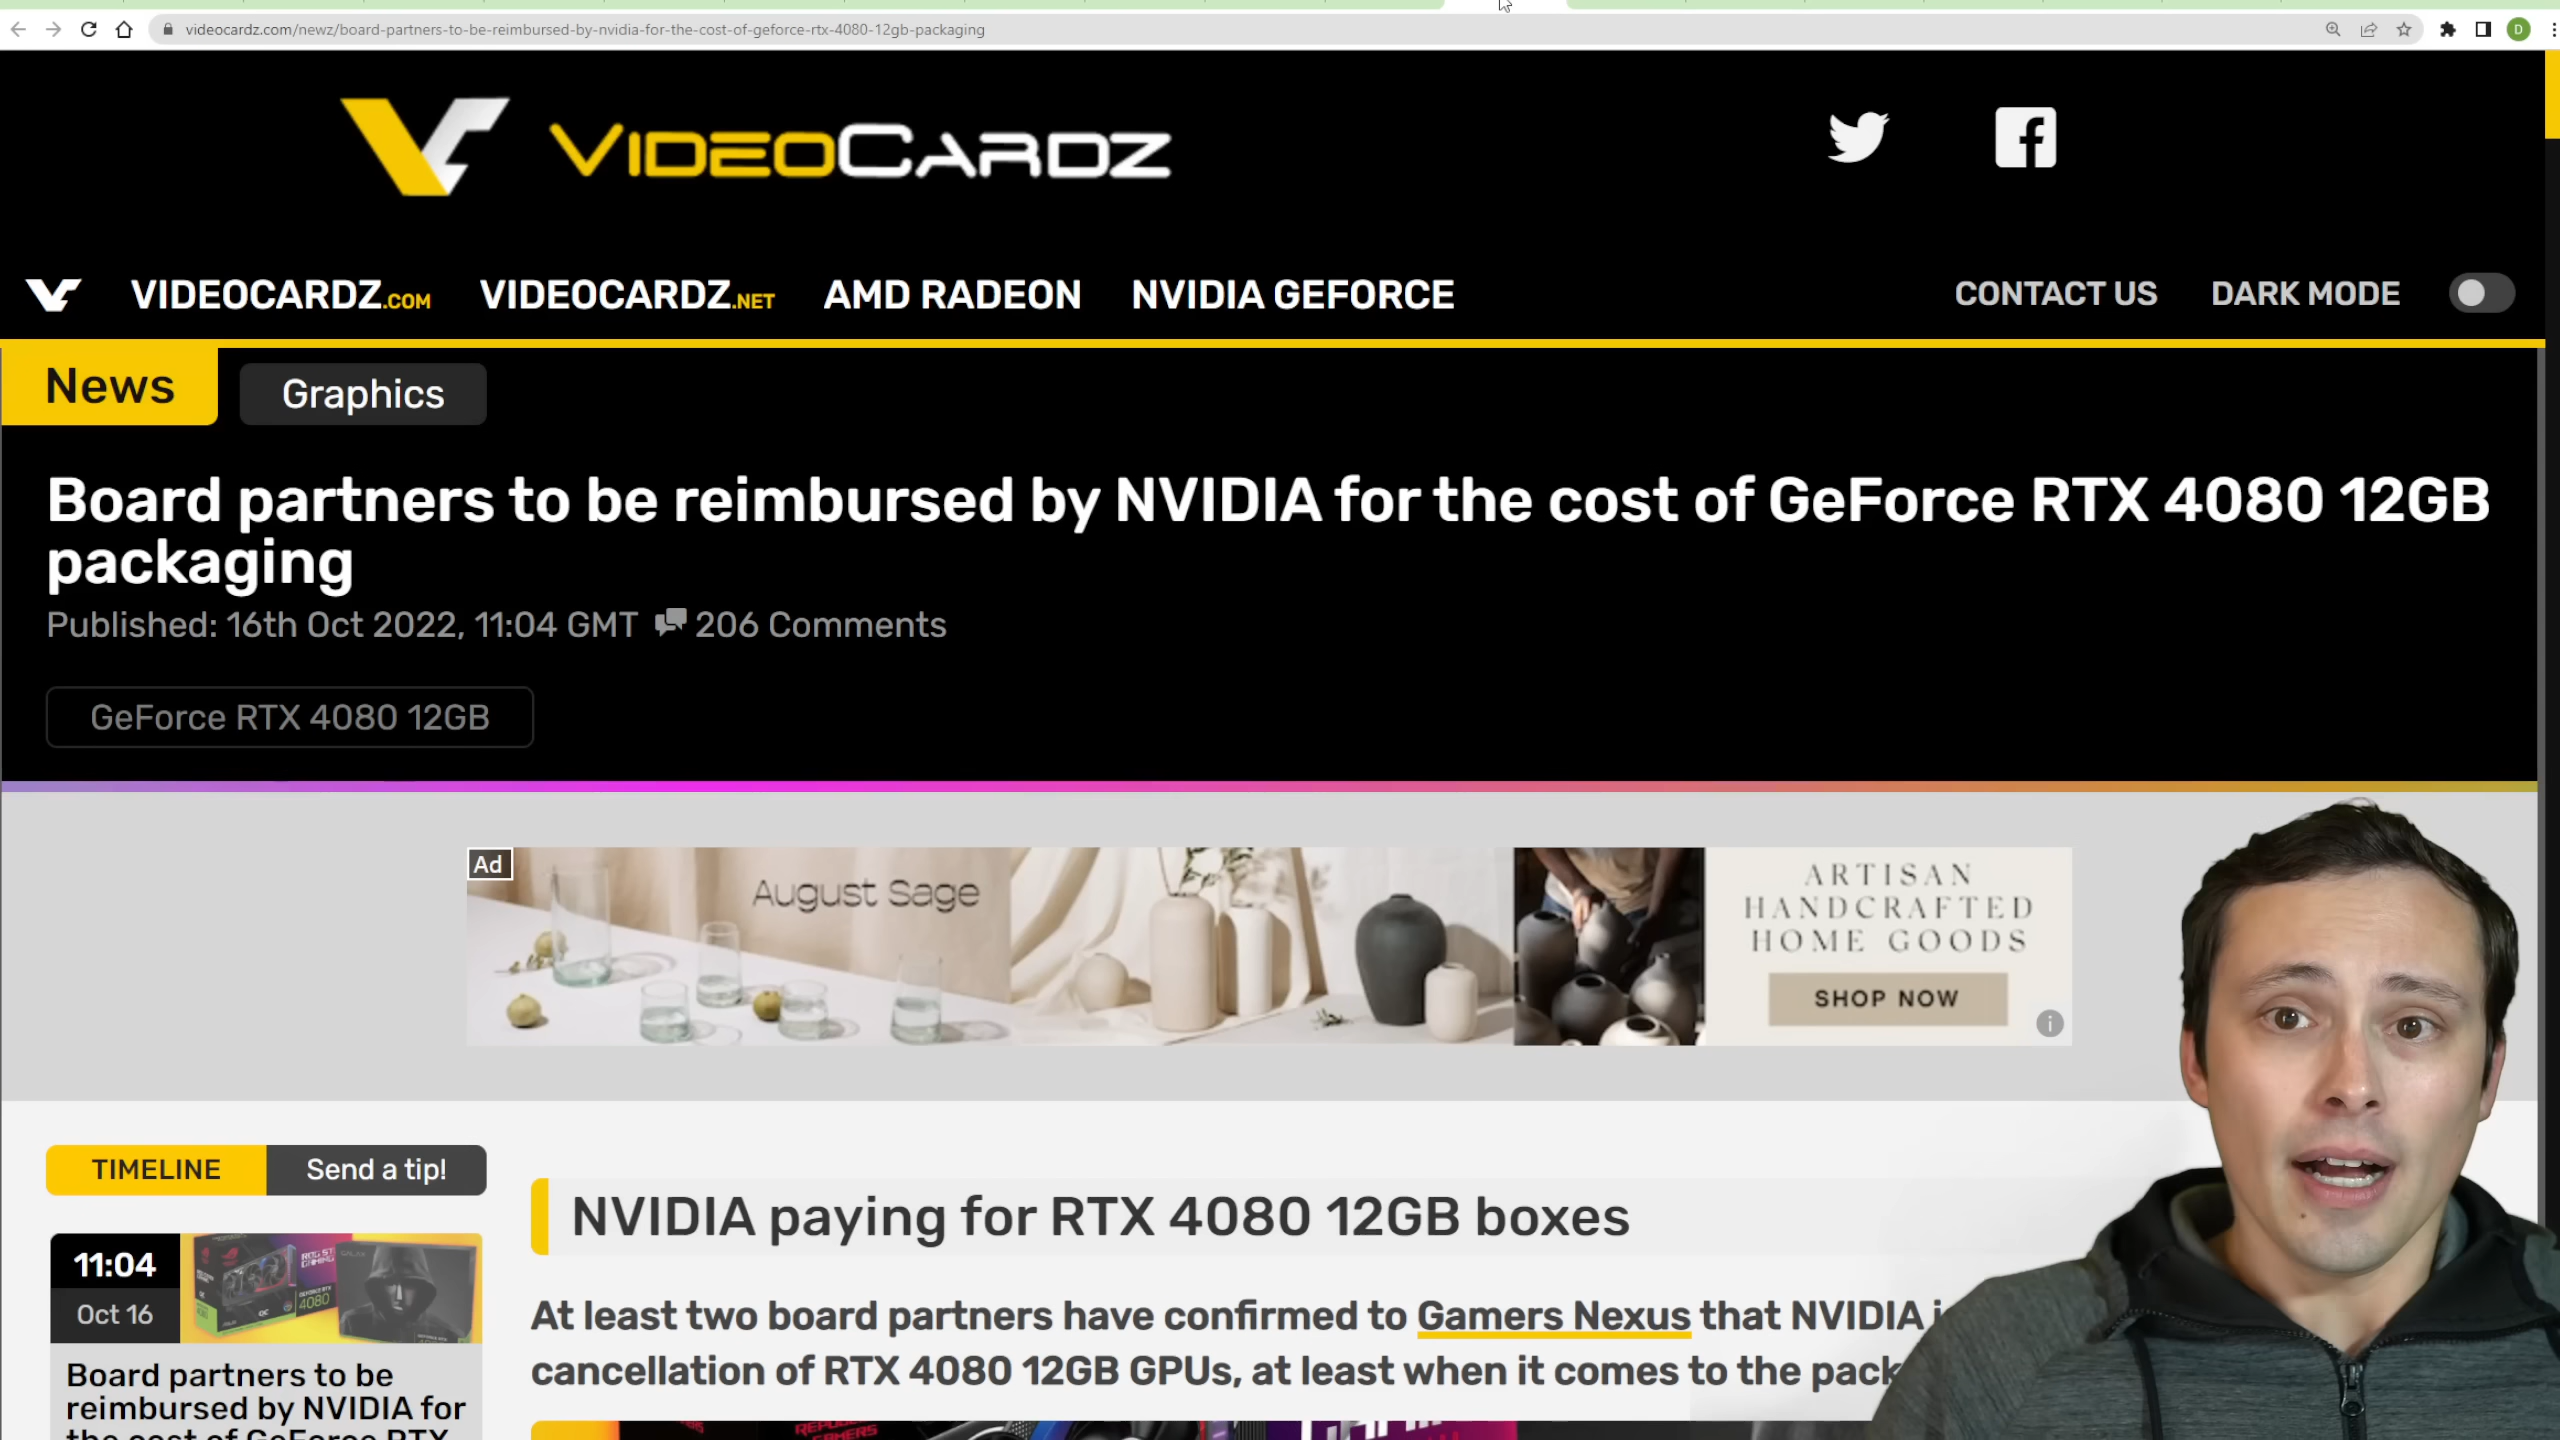 videocardz.com/newz/board-partners-to-be-reimbursed-by-nvidia-for-the-cost-of-geforce-rtx-4080-12gb-packaging
D
VIDEOCARDZ
VIDEOCARDZ.COM VIDEOCARDZ.NET AMD RADEON NVIDIA GEFORCE CONTACT US DARK MODE
News Graphics
Board partners to be reimbursed by NVIDIA for the cost of GeForce RTX 4080 12GB
packaging
Published: 16th Oct 2022, 11:04 GMT 206 Comments
GeForce RTX 4080 12GB
Ad
August Sage
ARTISAN
HANDCRAFTED
HOME GOODS
SHOP NOW
TIMELINE Send a tip!
NVIDIA paying for RTX 4080 12GB boxes
11:04
Oct 16
4080
At least two board partners have confirmed to Gamers Nexus that NVIDIA
cancellation of RTX 4080 12GB GPUs, at least when it comes to the pack
Board partners to be
reimbursed by NVIDIA for
the cost of GeForce RTX